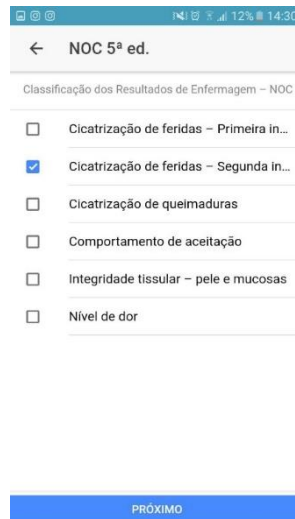 12% 14:30
NOC 5ª ed.
Classificação dos Resultados de Enfermagem – NOC
Cicatrização de feridas – Primeira in...
Cicatrização de feridas – Segunda in...
Cicatrização de queimaduras
Comportamento de aceitação
Integridade tissular – pele e mucosas
Nível de dor
PRÓXIMO